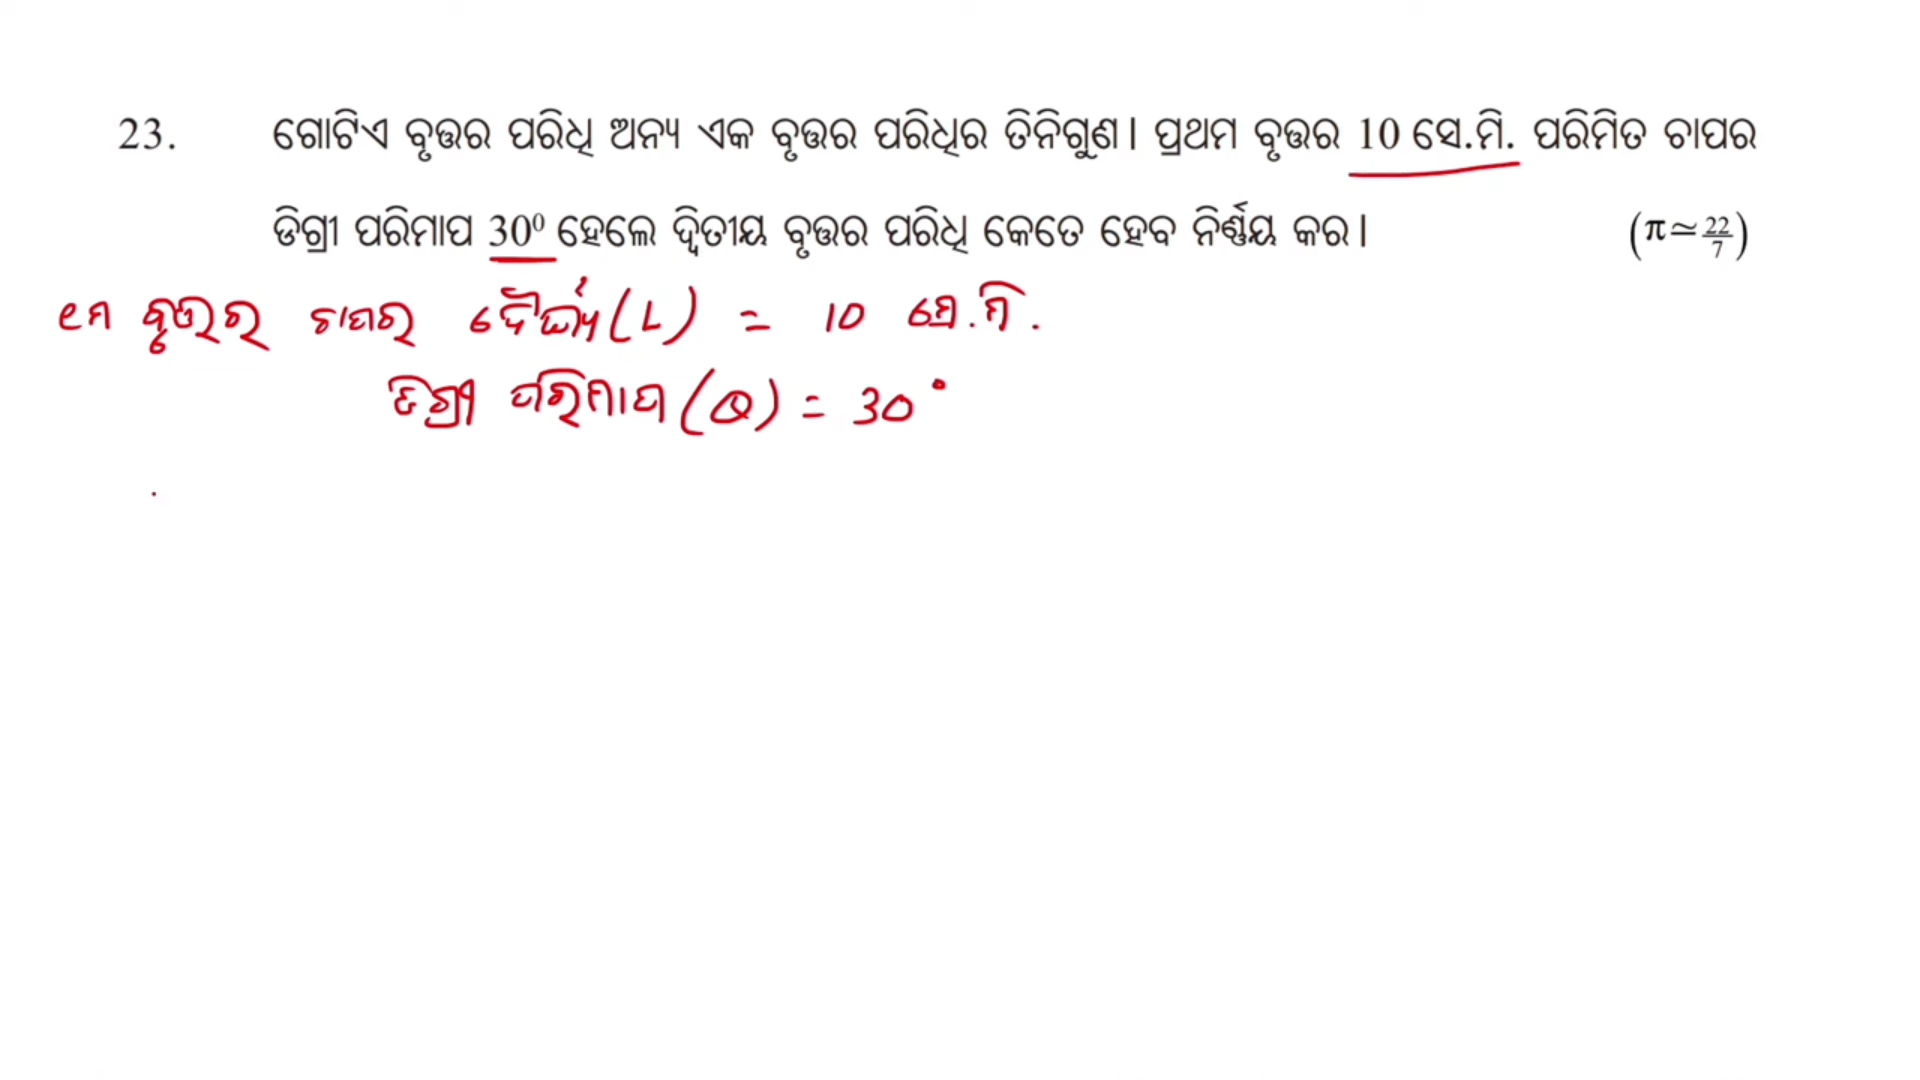 23. ଗୋଟିଏ ବୃତ୍ତର ପରିଧି ଅନ୍ୟ ଏକ ବୃତ୍ତର ପରିଧିର ତିନିଗୁଣ। ପ୍ରଥମ ବୃତ୍ତର 10 ସେ.ମି. ପରିମିତ ଚାପର
ଡିଗ୍ରୀ ପରିମାପ 30⁰ ହେଲେ ଦ୍ୱିତୀୟ ବୃତ୍ତର ପରିଧି କେତେ ହେବ ନିର୍ଣ୍ଣୟ କର। (π≃22/7)
୧ମ ବୃତ୍ତର ଚାପର ଦୈର୍ଘ୍ୟ (L) = 10 ସେ.ମି.
ଡିଗ୍ରୀ ପରିମାପ (θ) = 30°